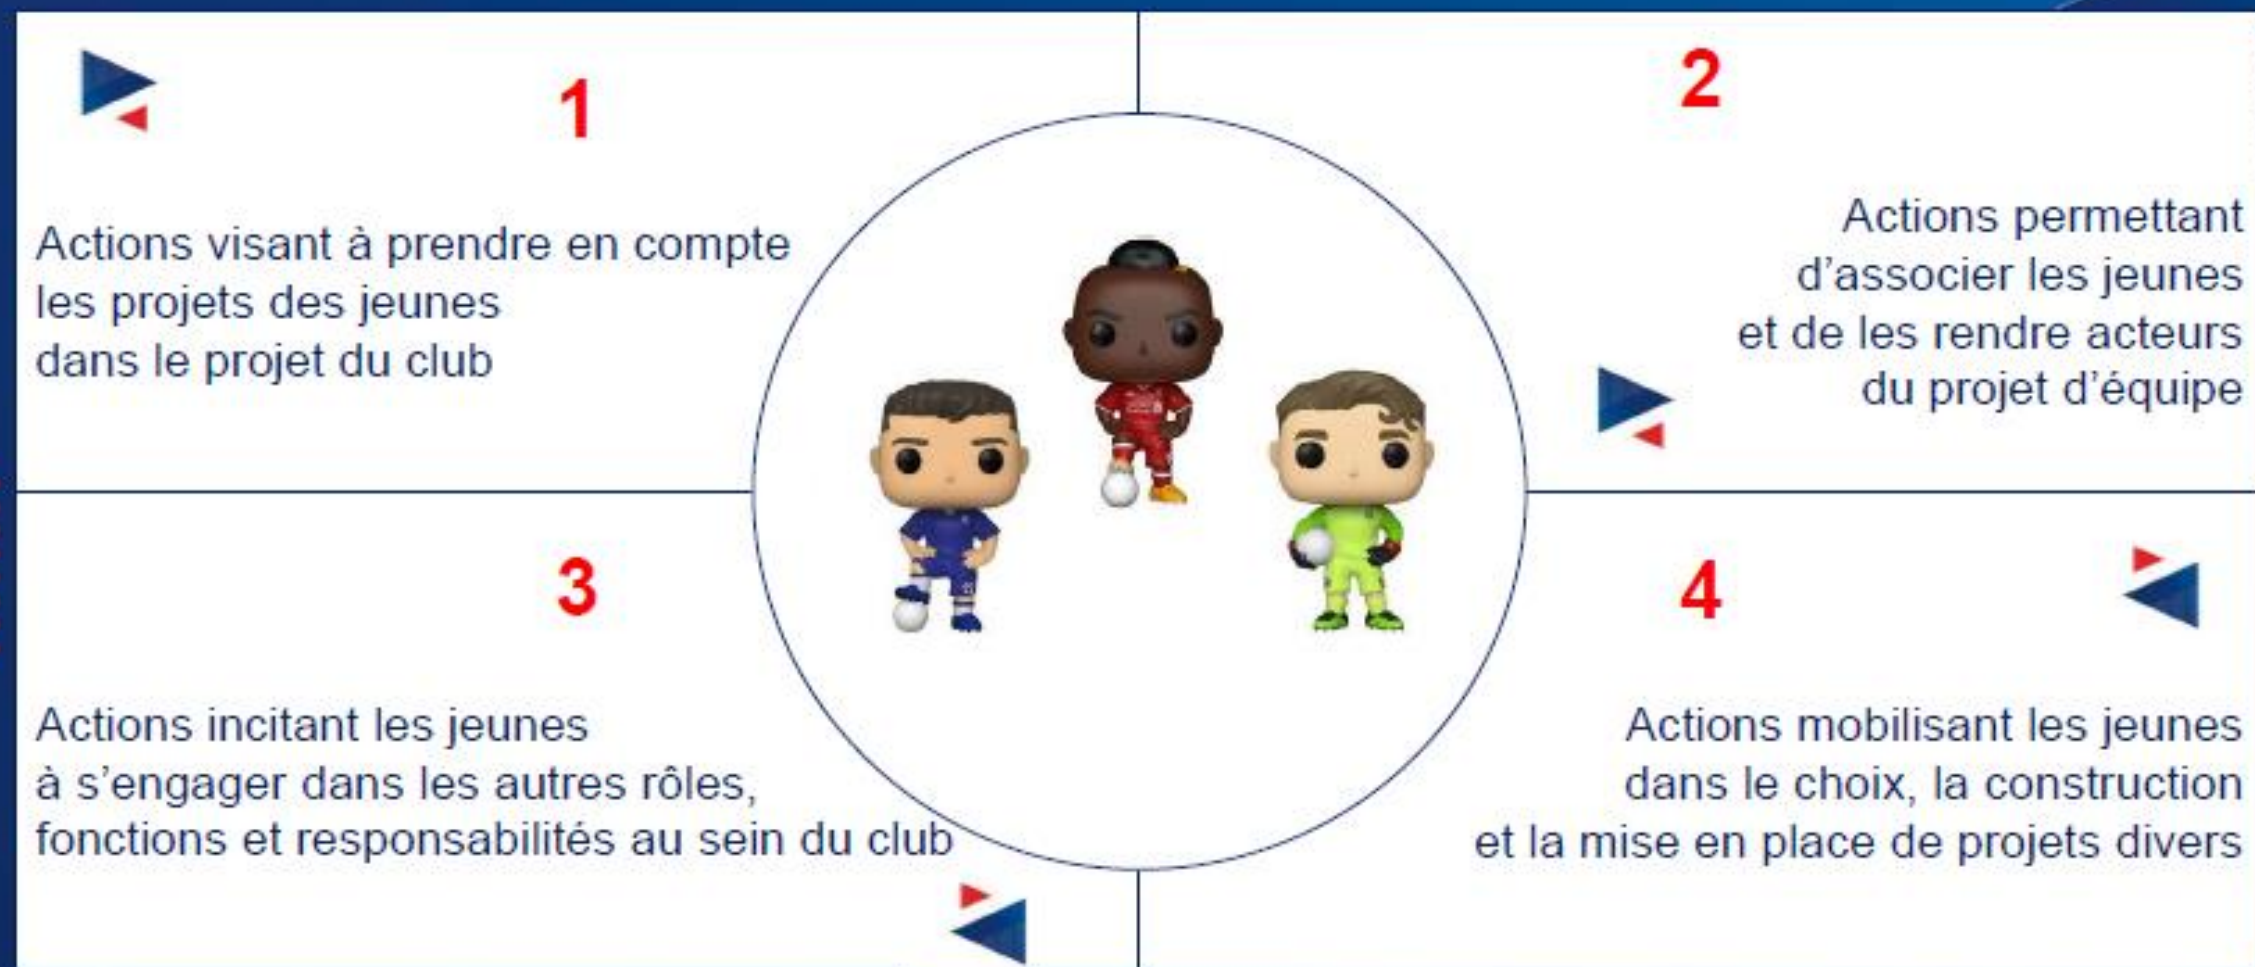 1
Actions visant à prendre en compte
les projets des jeunes
dans le projet du club
2
Actions permettant
d’associer les jeunes
et de les rendre acteurs
du projet d’équipe
3
Actions incitant les jeunes
à s’engager dans les autres rôles,
fonctions et responsabilités au sein du club
4
Actions mobilisant les jeunes
dans le choix, la construction
et la mise en place de projets divers